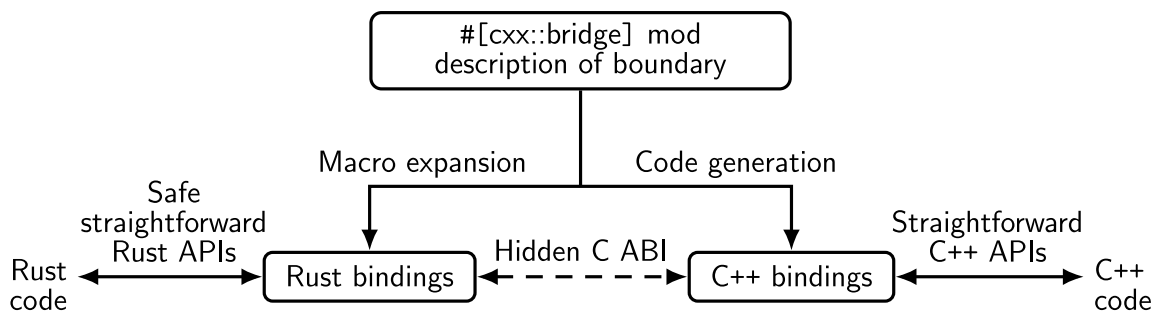 #[cxx::bridge] mod
description of boundary
Macro expansion
Code generation
Safe
straightforward
Rust APIs
Straightforward
C++ APIs
Rust
code
Rust bindings
Hidden C ABI
C++ bindings
C++
code